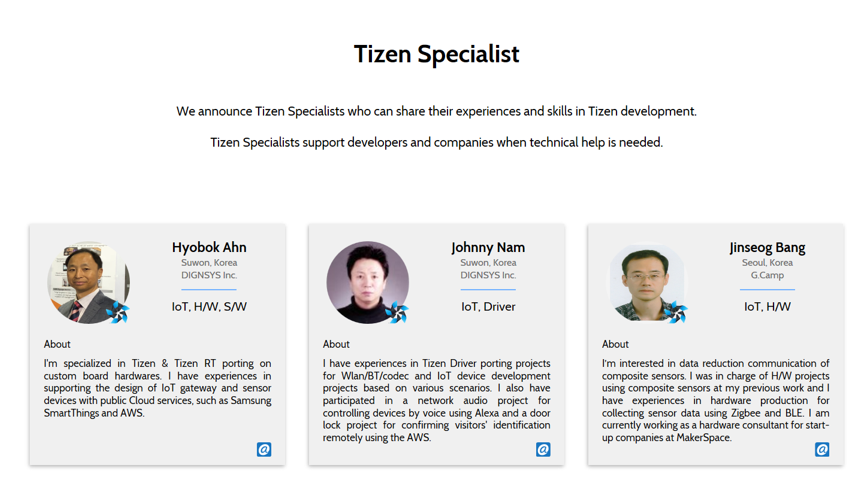 Tizen Specialist
We announce Tizen Specialists who can share their experiences and skills in Tizen development.
Tizen Specialists support developers and companies when technical help is needed.
Hyobok Ahn
Suwon, Korea
DIGNSYS Inc.
IoT, H/W, S/W
About
I'm specialized in Tizen & Tizen RT porting on
custom board hardwares. I have experiences in
supporting the design of IoT gateway and sensor
devices with public Cloud services, such as Samsung
SmartThings and AWS.
@
Johnny Nam
Suwon, Korea
DIGNSYS Inc.
IoT, Driver
About
I have experiences in Tizen Driver porting projects
for Wlan/BT/codec and IoT device development
projects based on various scenarios. I also have
participated in a network audio project for
controlling devices by voice using Alexa and a door
lock project for confirming visitors' identification
remotely using the AWS.
@
Jinseog Bang
Seoul, Korea
G.Camp
IoT, H/W
About
I'm interested in data reduction communication of
composite sensors. I was in charge of H/W projects
using composite sensors at my previous work and I
have experiences in hardware production for
collecting sensor data using Zigbee and BLE. I am
currently working as a hardware consultant for start-
up companies at MakerSpace.
@